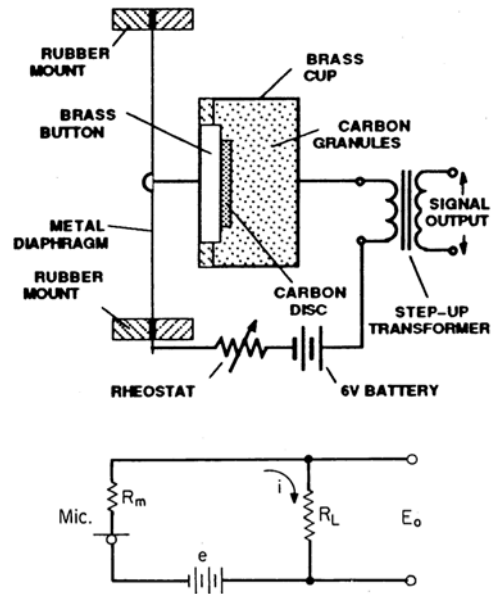 RUBBER
MOUNT
BRASS
CUP
BRASS
BUTTON
CARBON
GRANULES
SIGNAL
OUTPUT
METAL
DIAPHRAGM
RUBBER
MOUNT
CARBON
DISC
STEP-UP
TRANSFORMER
RHEOSTAT
6V BATTERY
i
Rm
RL
Eo
Mic.
e